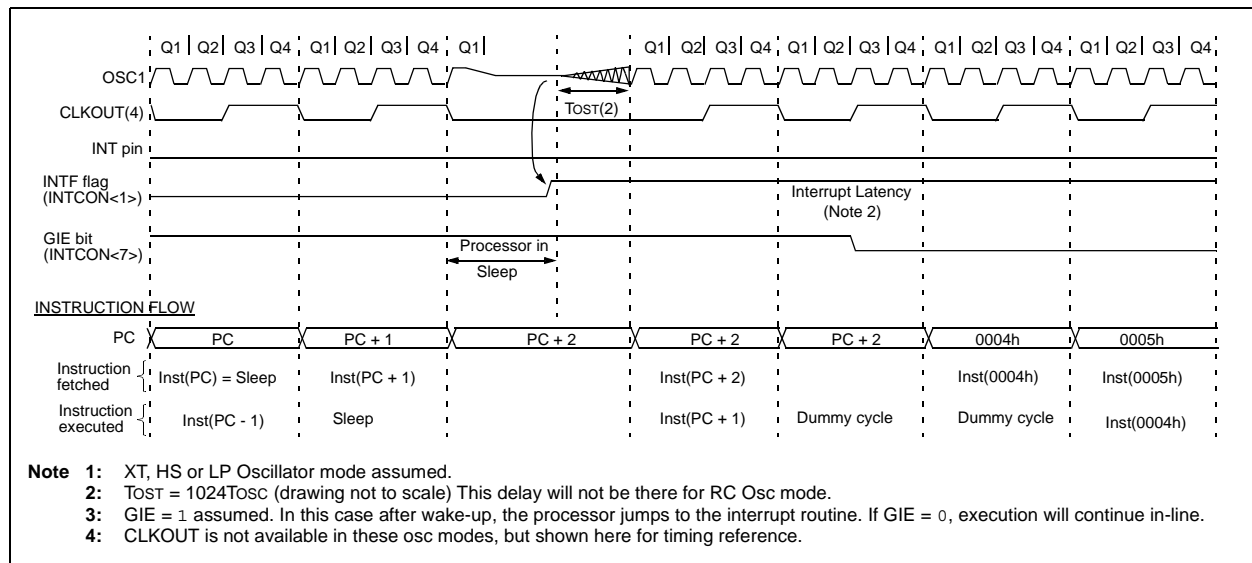 Q1 Q2 Q3 Q4 Q1 Q2 Q3 Q4 Q1 Q1 Q2 Q3 Q4 Q1 Q2 Q3 Q4 Q1 Q2 Q3 Q4 Q1 Q2 Q3 Q4
OSC1
TOST(2)
CLKOUT(4)
INT pin
INTF flag
(INTCON<1>)
Interrupt Latency
(Note 2)
GIE bit
(INTCON<7>)
Processor in
Sleep
INSTRUCTION FLOW
PC PC PC + 1 PC + 2 PC + 2 PC + 2 0004h 0005h
Instruction
fetched
Inst(PC) = Sleep Inst(PC + 1) Inst(PC + 2) Inst(0004h) Inst(0005h)
Instruction
executed
Inst(PC - 1) Sleep Inst(PC + 1) Dummy cycle Dummy cycle Inst(0004h)
Note 1: XT, HS or LP Oscillator mode assumed.
2: TOST = 1024TOSC (drawing not to scale) This delay will not be there for RC Osc mode.
3: GIE = 1 assumed. In this case after wake-up, the processor jumps to the interrupt routine. If GIE = 0, execution will continue in-line.
4: CLKOUT is not available in these osc modes, but shown here for timing reference.